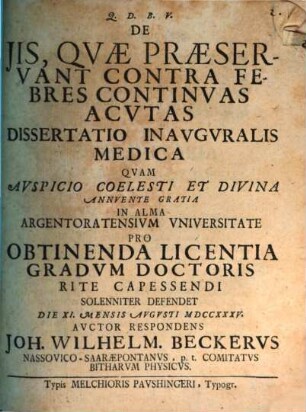 Q. D. B. V.
DE
JIS, QVÆ PRÆSER-
VANT CONTRA FE-
BRES CONTINVAS
ACVTAS
DISSERTATIO INAVGVRALIS
MEDICA
QVAM
AVSPICIO COELESTI ET DIVINA
ANNVENTE GRATIA
IN ALMA
ARGENTORATENSIVM VNIVERSITATE
PRO
OBTINENDA LICENTIA
GRADVM DOCTORIS
RITE CAPESSENDI
SOLENNITER DEFENDET
DIE XI. MENSIS AVGVSTI MDCCXXXV.
AVCTOR RESPONDENS
JOH. WILHELM. BECKERVS
NASSOVICO-SAARÆPONTANVS, p. t. COMITATVS
BITHARVM PHYSICVS.
Typis MELCHIORIS PAVSHINGERI, Typogr.